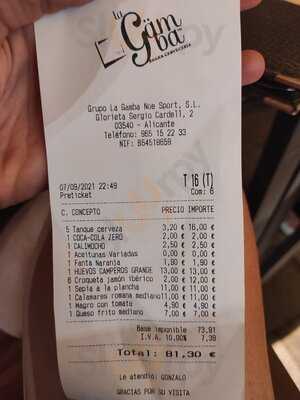 la
Gamba
BUENA CERVECERIA
Grupo La Gamba Noe Sport, S.L.
Glorieta Sergio Cardell, 2
03540 - Alicante
Telefono: 965 15 22 33
NIF: B54518658
07/09/2021 22:49 T 16 (T)
Preticket Com: 6
C. CONCEPTO PRECIO IMPORTE
5 Tanque cerveza 3,20 € 16,00 €
1 COCA-COLA ZERO 2,00 € 2,00 €
1 CALIMOCHO 2,50 € 2,50 €
1 Aceitunas Variadas 0,00 € 0,00 €
1 Fanta Naranja 1,90 € 1,90 €
1 HUEVOS CAMPEROS GRANDE 13,00 € 13,00 €
6 Croqueta jamón ibérico 2,00 € 12,00 €
1 Sepia a la plancha 11,00 € 11,00 €
1 Calamares romana mediano 11,00 € 11,00 €
1 Magro con tomate 4,90 € 4,90 €
1 Queso frito mediano 7,00 € 7,00 €
Base imponible 73,91
I.V.A. 10,00% 7,39
Total: 81,30 €
Le atendió: GONZALO
GRACIAS POR SU VISITA